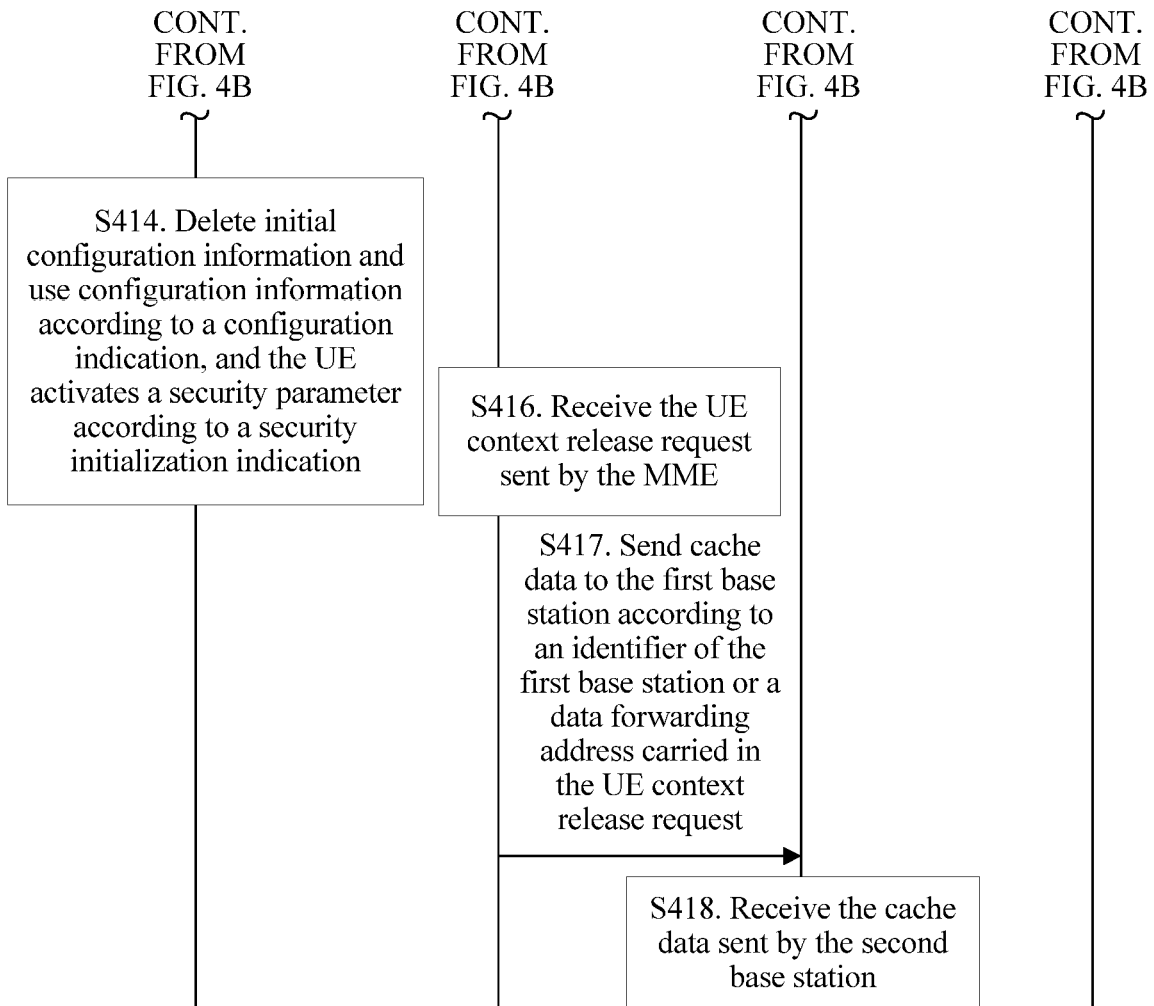 CONT.
FROM
FIG. 4B
CONT.
FROM
FIG. 4B
CONT.
FROM
FIG. 4B
CONT.
FROM
FIG. 4B
S414. Delete initial
configuration information and
use configuration information
according to a configuration
indication, and the UE
activates a security parameter
according to a security
initialization indication
S416. Receive the UE
context release request
sent by the MME
S417. Send cache
data to the first base
station according to
an identifier of the
first base station or a
data forwarding
address carried in
the UE context
release request
S418. Receive the cache
data sent by the second
base station